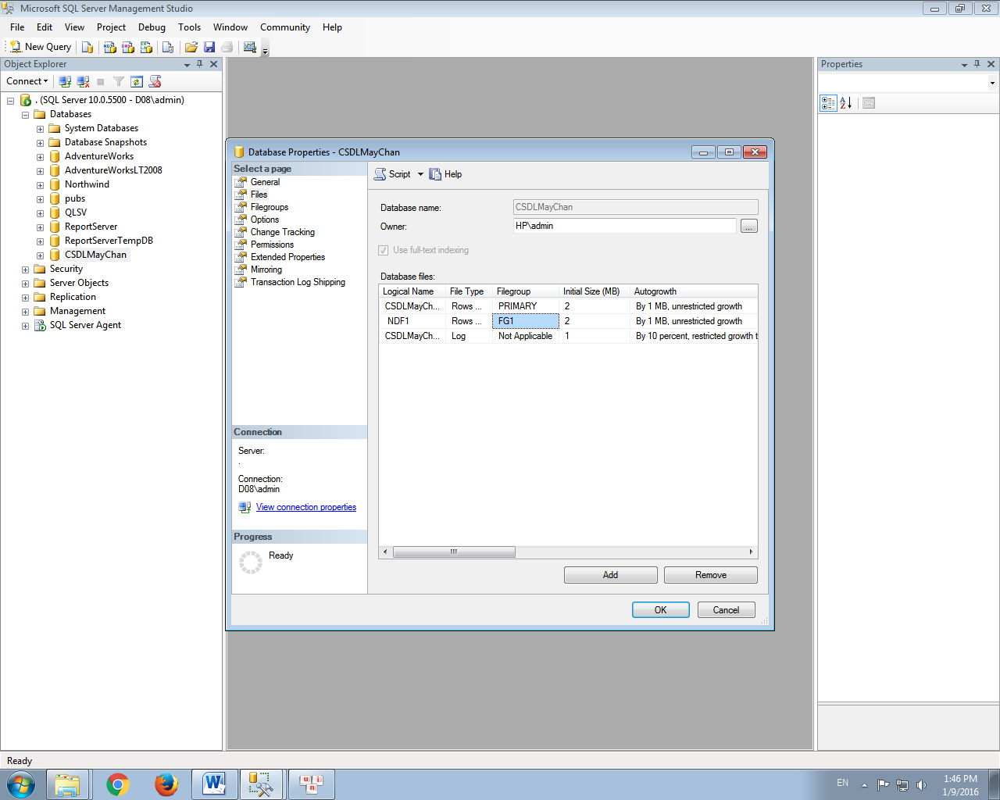 Microsoft SQL Server Management Studio
File Edit View Project Debug Tools Window Community Help
New Query
Object Explorer
Connect
. (SQL Server 10.0.5500 - D08\admin)
Databases
System Databases
Database Snapshots
AdventureWorks
AdventureWorksLT2008
Northwind
pubs
QLSV
ReportServer
ReportServerTempDB
CSDLMayChan
Security
Server Objects
Replication
Management
SQL Server Agent
Database Properties - CSDLMayChan
Select a page
General
Files
Filegroups
Options
Change Tracking
Permissions
Extended Properties
Mirroring
Transaction Log Shipping
Connection
Server:
.
Connection:
D08\admin
View connection properties
Progress
Ready
Script Help
Database name: CSDLMayChan
Owner: HP\admin ...
Use full-text indexing
Database files:
Logical Name File Type Filegroup Initial Size (MB) Autogrowth
CSDLMayCh... Rows ... PRIMARY 2 By 1 MB, unrestricted growth
NDF1 Rows ... FG1 2 By 1 MB, unrestricted growth
CSDLMayCh... Log Not Applicable 1 By 10 percent, restricted growth t
Add Remove
OK Cancel
Properties
A
Z
Ready
W
u i
n
EN
1:46 PM
1/9/2016